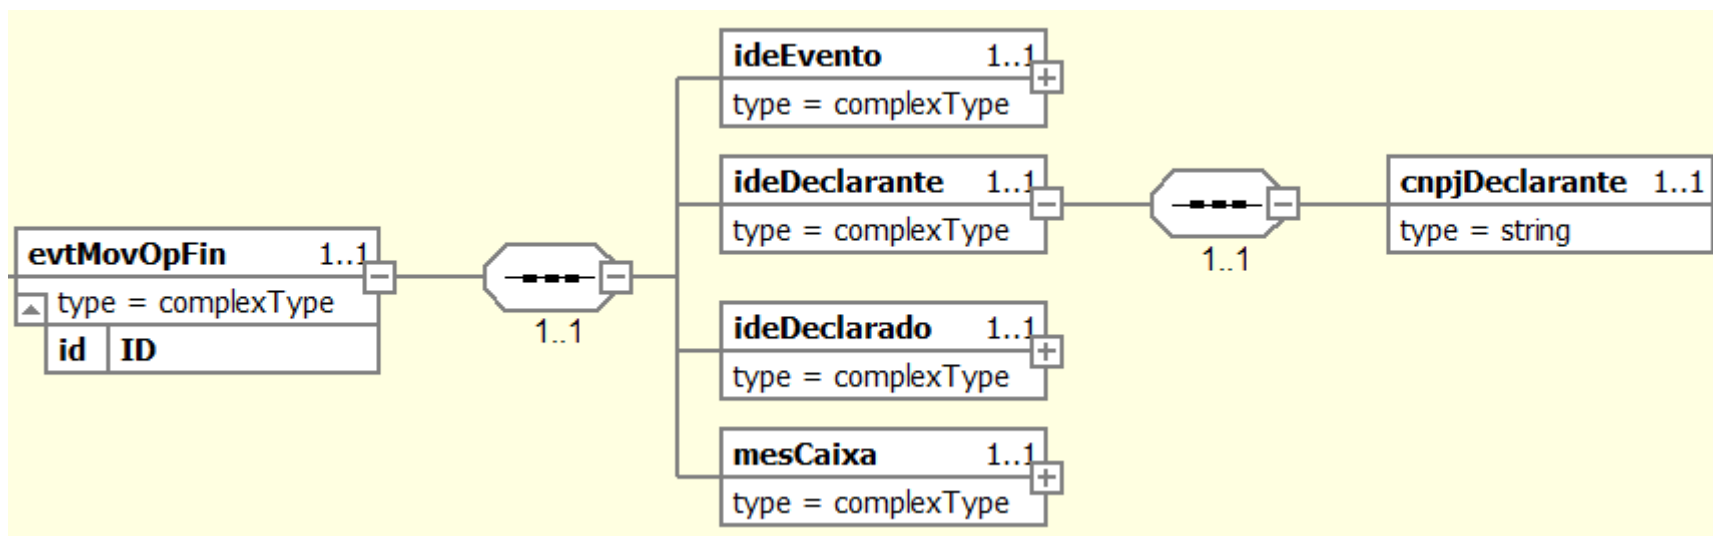 evtMovOpFin 1..1
type = complexType
id ID
1..1
ideEvento 1..1
type = complexType
ideDeclarante 1..1
type = complexType
1..1
cnpjDeclarante 1..1
type = string
ideDeclarado 1..1
type = complexType
mesCaixa 1..1
type = complexType